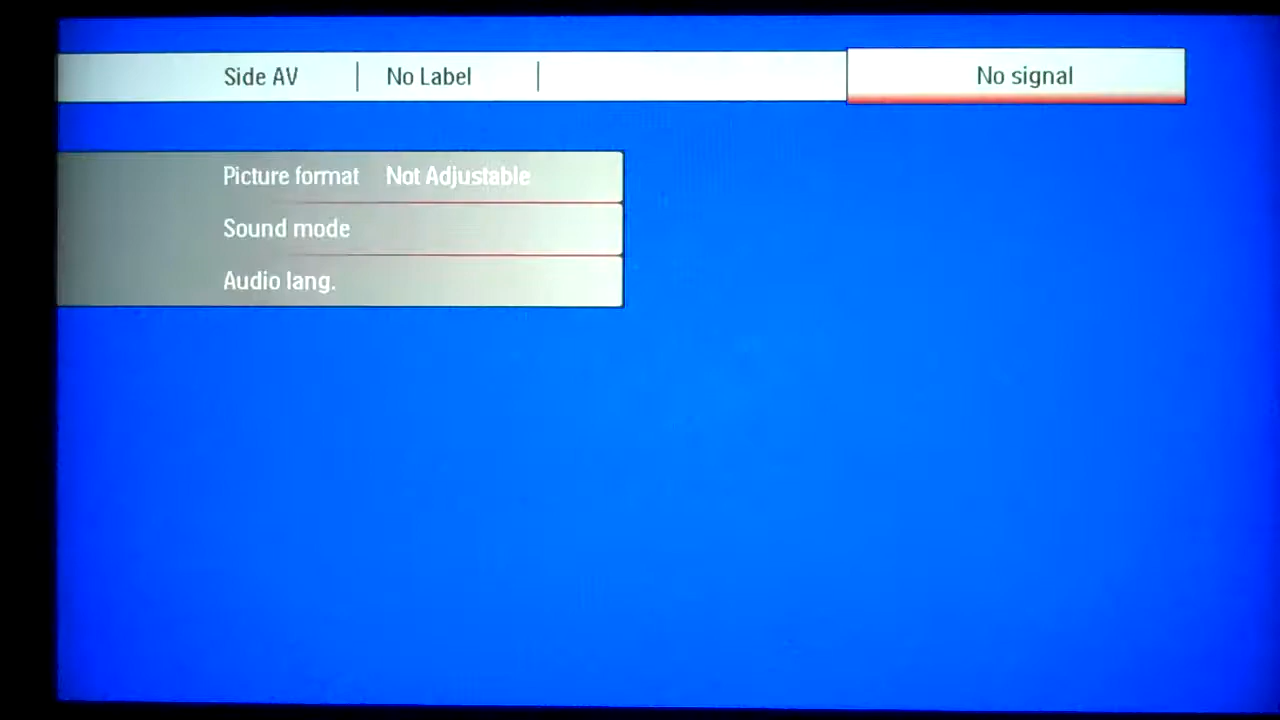 Side AV | No Label | No signal
Picture format Not Adjustable
Sound mode
Audio lang.